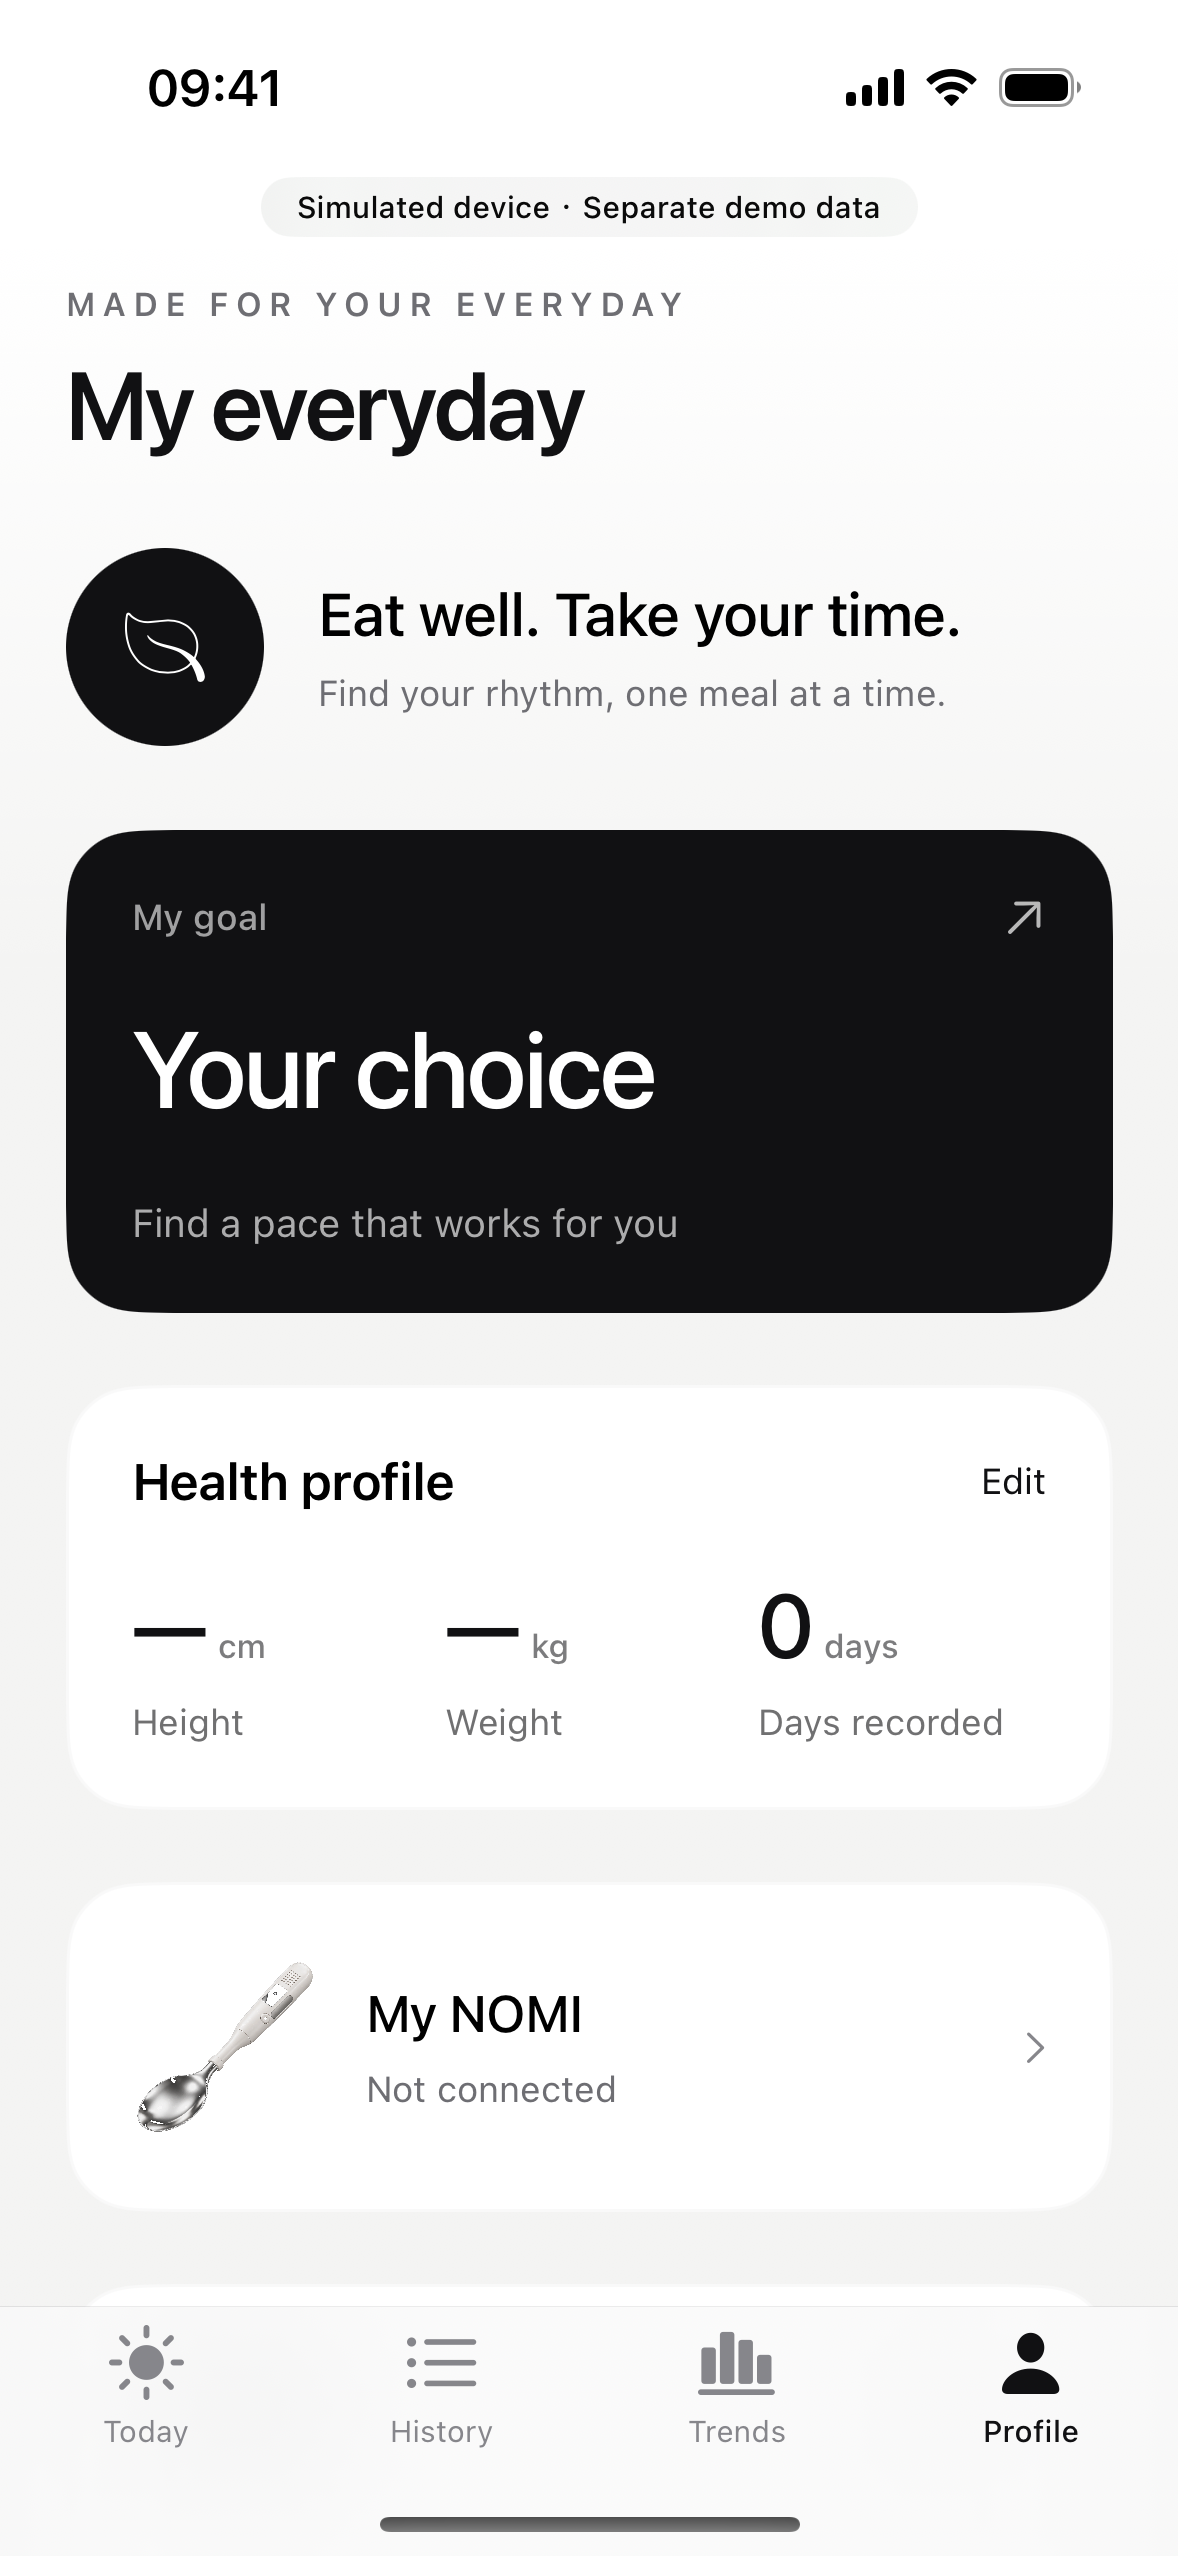 09:41
Simulated device · Separate demo data
MADE FOR YOUR EVERYDAY
My everyday
Eat well. Take your time.
Find your rhythm, one meal at a time.
My goal
Your choice
Find a pace that works for you
Health profile
Edit
— cm
— kg
0 days
Height
Weight
Days recorded
My NOMI
Not connected
Today
History
Trends
Profile